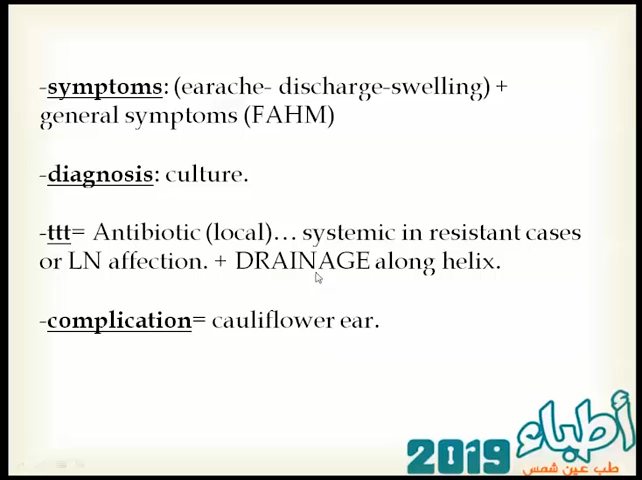 -symptoms: (earache- discharge-swelling) +
general symptoms (FAHM)
-diagnosis: culture.
-ttt= Antibiotic (local)... systemic in resistant cases
or LN affection. + DRAINAGE along helix.
-complication= cauliflower ear.
أطباء
2019
طب عين شمس